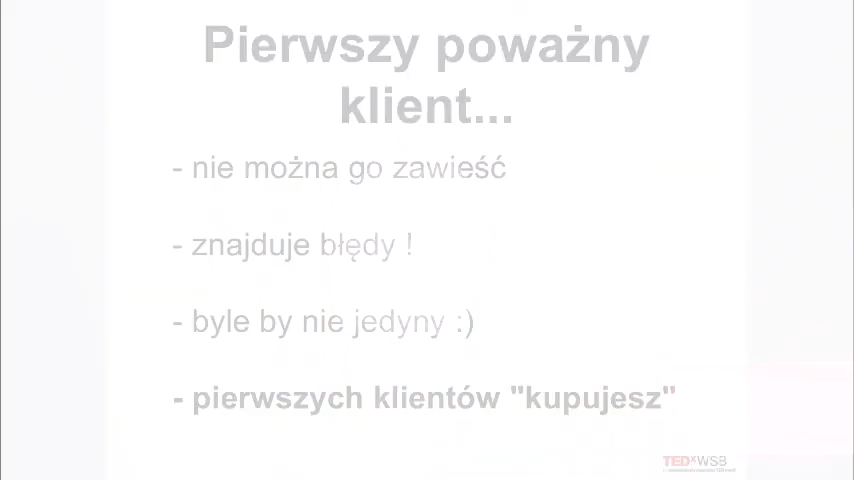 Pierwszy poważny
klient...
- nie można go zawieść
- znajduje błędy !
- byle by nie jedyny :)
- pierwszych klientów "kupujesz"
TEDxWSB